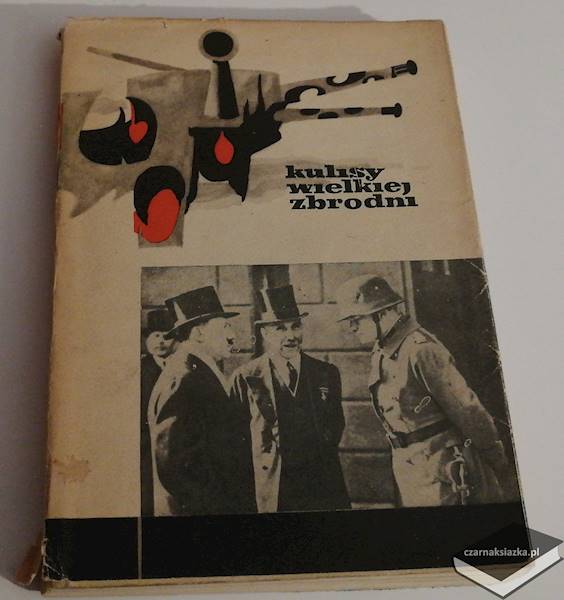 kulisy
wielkiej
zbrodni
czarnaksiazka.pl